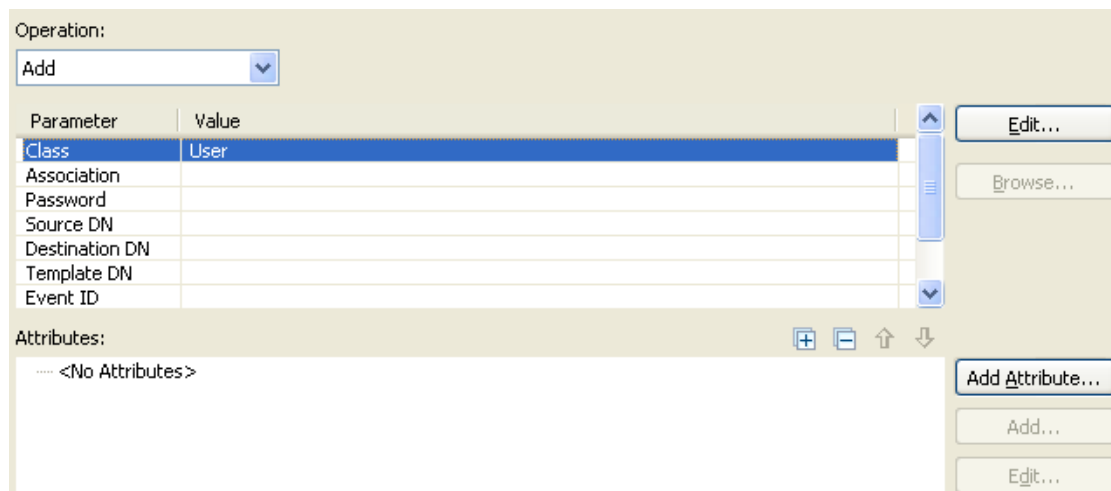 Operation:
Add
Parameter Value
Class User
Association
Password
Source DN
Destination DN
Template DN
Event ID
Edit...
Browse...
Attributes:
<No Attributes>
Add Attribute...
Add...
Edit...